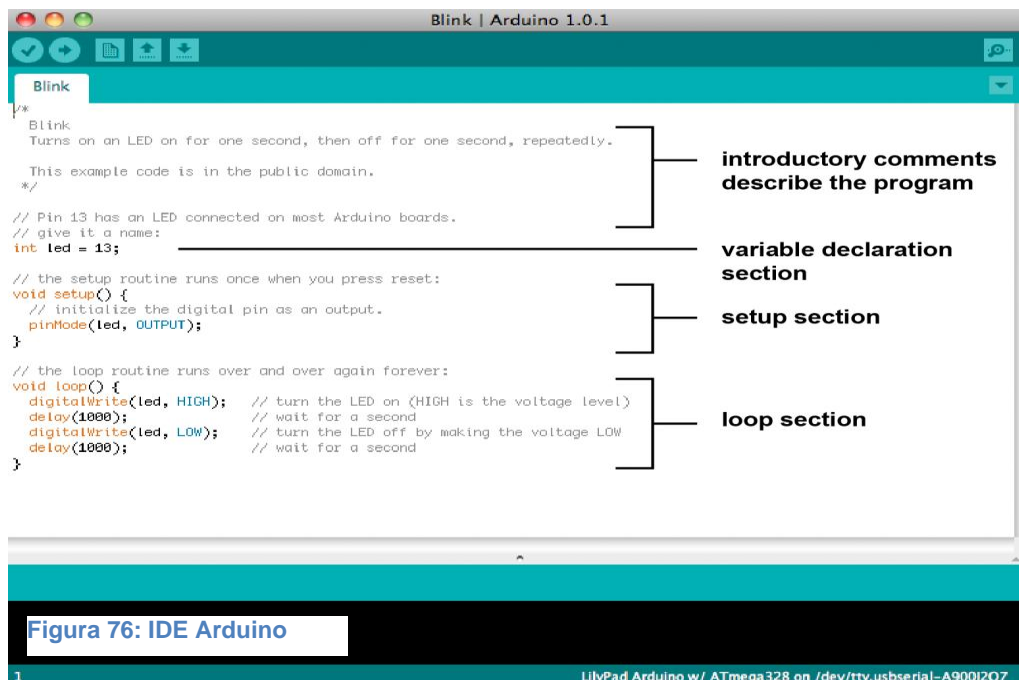 Blink | Arduino 1.0.1
Blink
/*
Blink
Turns on an LED on for one second, then off for one second, repeatedly.
This example code is in the public domain.
*/
introductory comments
describe the program
// Pin 13 has an LED connected on most Arduino boards.
// give it a name:
int led = 13;
variable declaration
section
// the setup routine runs once when you press reset:
void setup() {
// initialize the digital pin as an output.
pinMode(led, OUTPUT);
}
setup section
// the loop routine runs over and over again forever:
void loop() {
digitalWrite(led, HIGH); // turn the LED on (HIGH is the voltage level)
delay(1000); // wait for a second
digitalWrite(led, LOW); // turn the LED off by making the voltage LOW
delay(1000); // wait for a second
}
loop section
Figura 76: IDE Arduino
1
LilyPad Arduino w/ ATmega328 on /dev/tty.usbserial-A900J2O7